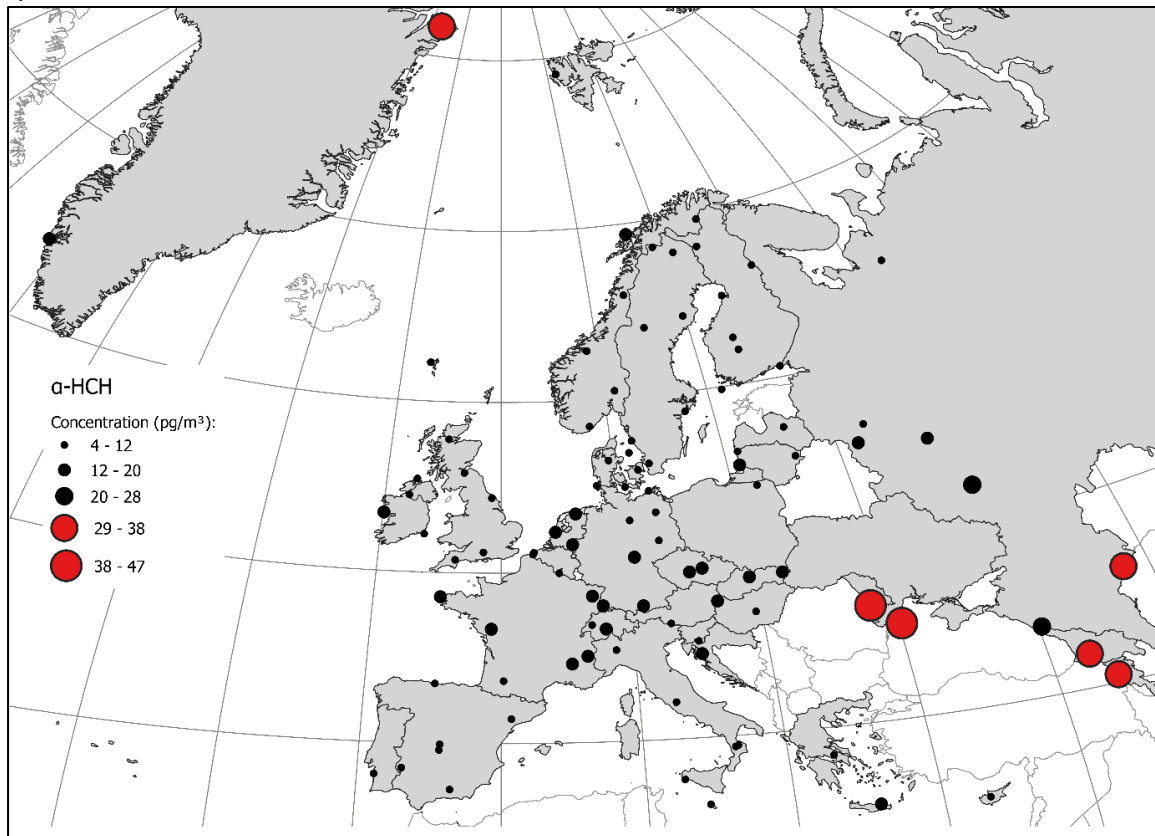 α-HCH
Concentration (pg/m³):
4 - 12
12 - 20
20 - 28
29 - 38
38 - 47